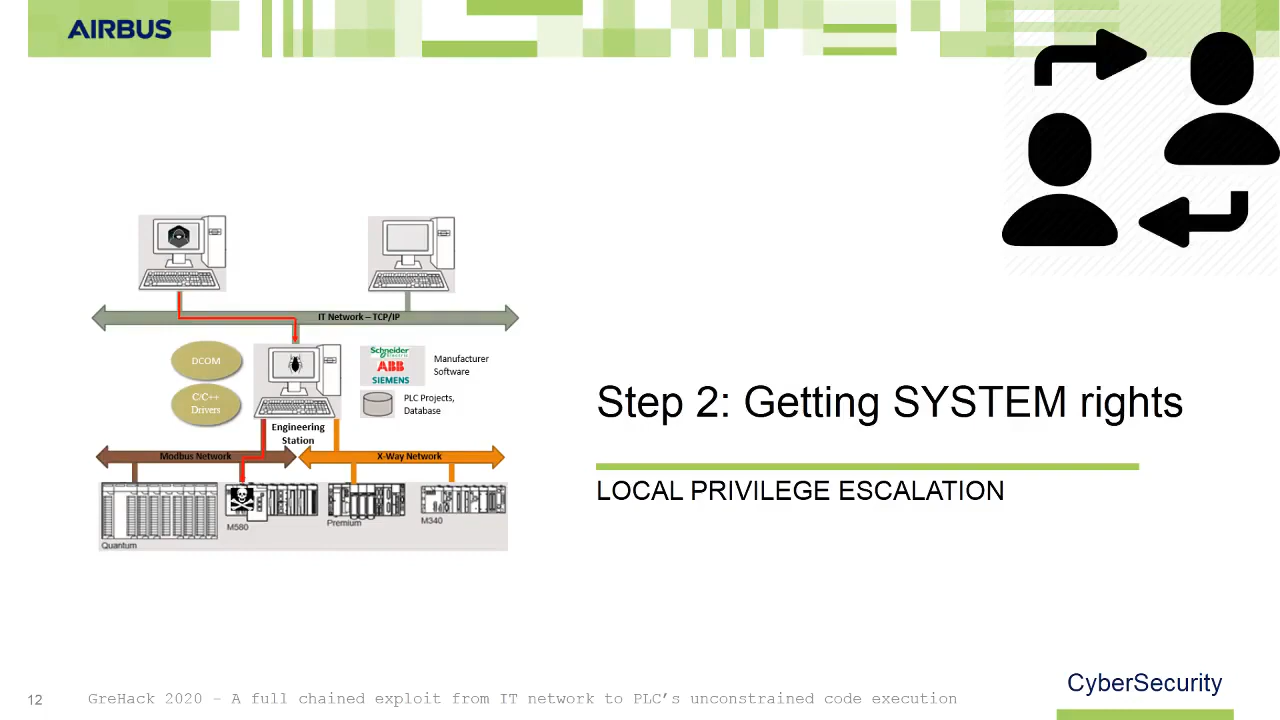 AIRBUS
IT Network – TCP/IP
DCOM
C/C++
Drivers
Schneider
Electric
ABB
SIEMENS
Manufacturer
Software
PLC Projects,
Database
Engineering
Station
Modbus Network
X-Way Network
Quantum
M580
Premium
M340
Step 2: Getting SYSTEM rights
LOCAL PRIVILEGE ESCALATION
12
GreHack 2020 – A full chained exploit from IT network to PLC’s unconstrained code execution
CyberSecurity